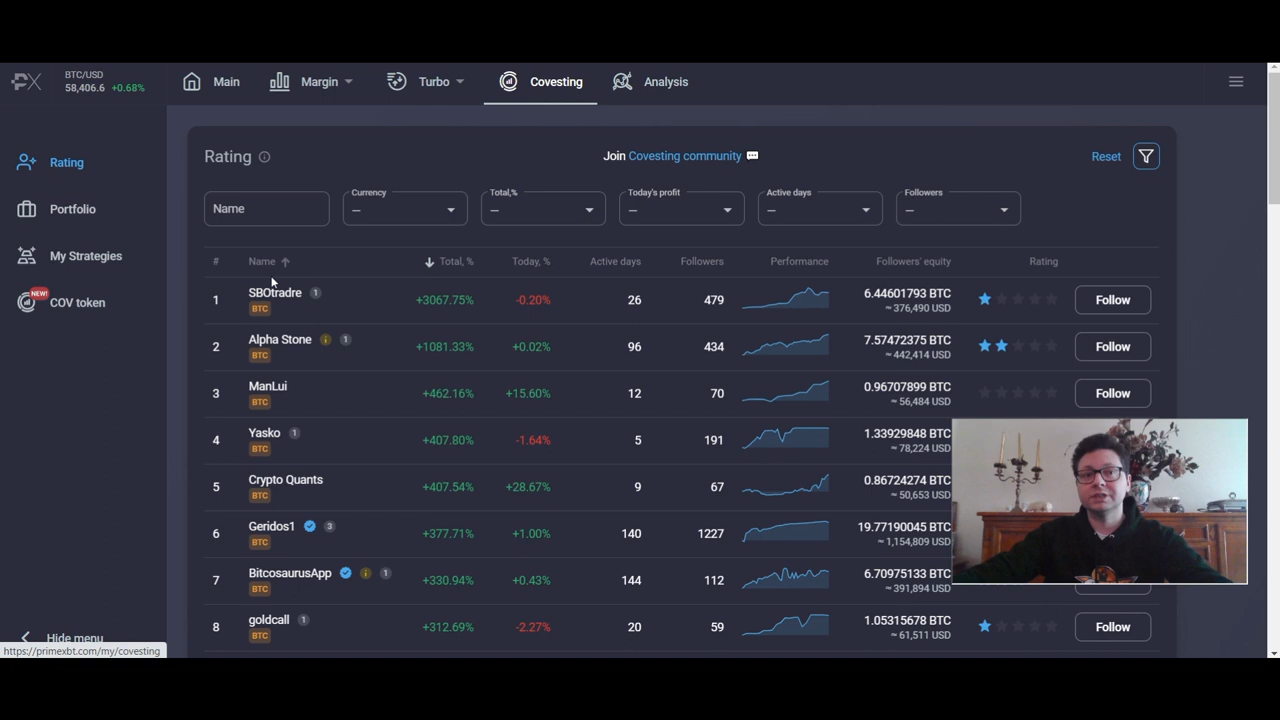 PX
BTC/USD
58,406.6 +0.68%
Main
Margin
Turbo
Covesting
Analysis
Rating
Portfolio
My Strategies
NEW!
COV token
Hide menu
https://primexbt.com/my/covesting
Rating
Join Covesting community
Reset
Name
Currency
—
Total,%
—
Today's profit
—
Active days
—
Followers
—
# Name Total, % Today, % Active days Followers Performance Followers' equity Rating
1 SBOtradre 1 +3067.75% -0.20% 26 479 6.44601793 BTC Follow
BTC ≈ 376,490 USD
2 Alpha Stone i 1 +1081.33% +0.02% 96 434 7.57472375 BTC Follow
BTC ≈ 442,414 USD
3 ManLui +462.16% +15.60% 12 70 0.96707899 BTC Follow
BTC ≈ 56,484 USD
4 Yasko 1 +407.80% -1.64% 5 191 1.33929848 BTC
BTC ≈ 78,224 USD
5 Crypto Quants +407.54% +28.67% 9 67 0.86724274 BTC
BTC ≈ 50,653 USD
6 Geridos1 3 +377.71% +1.00% 140 1227 19.77190045 BTC
BTC ≈ 1,154,809 USD
7 BitcosaurusApp i 1 +330.94% +0.43% 144 112 6.70975133 BTC
BTC ≈ 391,894 USD
8 goldcall 1 +312.69% -2.27% 20 59 1.05315678 BTC Follow
BTC ≈ 61,511 USD